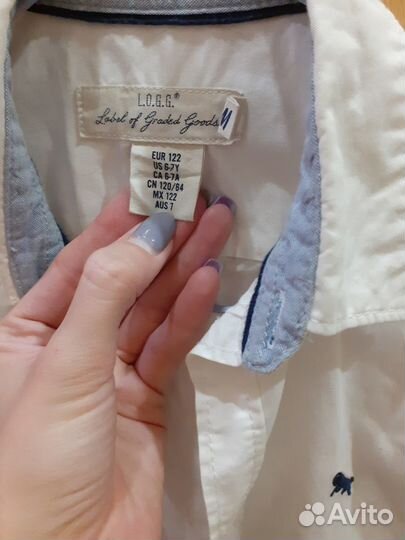 L.O.G.G.®
Label of Graded Goods
EUR 122
US 6-7Y
CA 6-7A
CN 120/64
MX 122
AUS 7
Avito